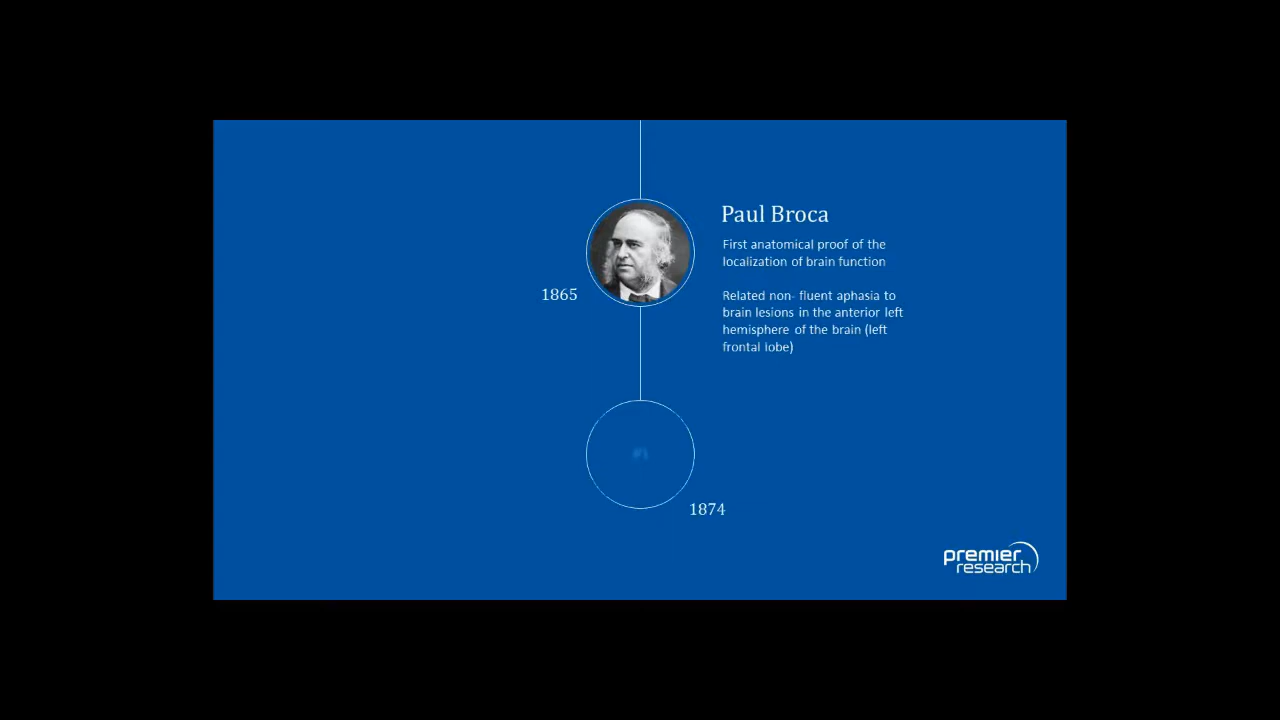 Paul Broca
First anatomical proof of the
localization of brain function
1865
Related non- fluent aphasia to
brain lesions in the anterior left
hemisphere of the brain (left
frontal lobe)
1874
premier
research